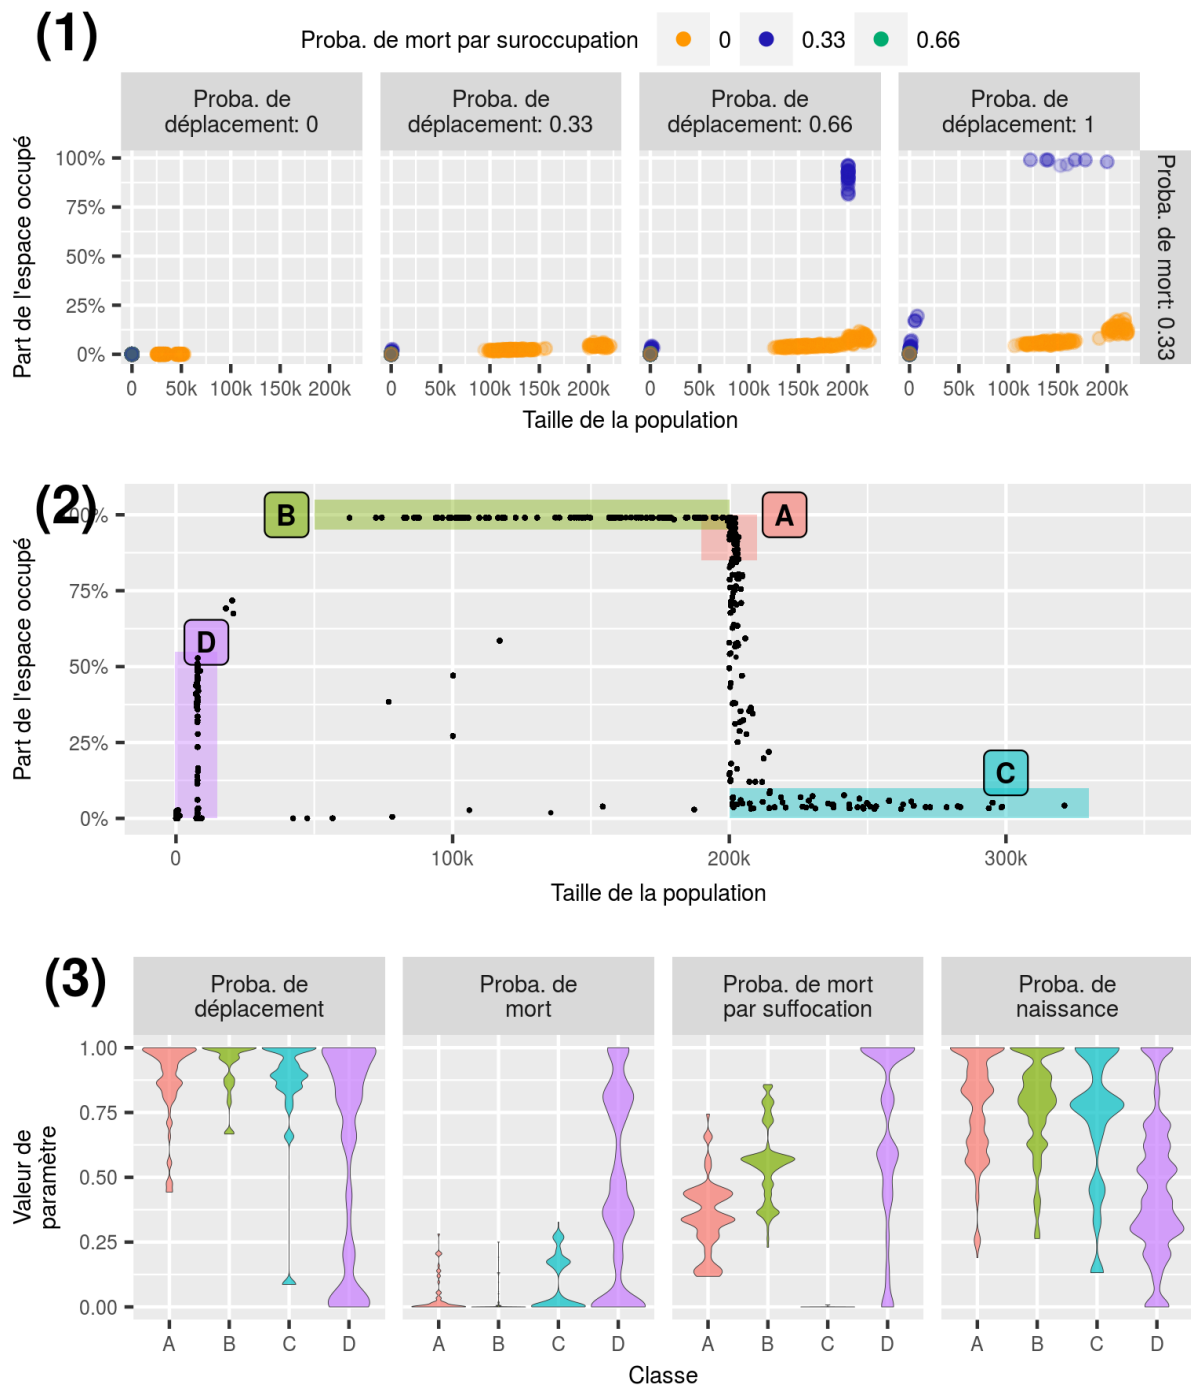 (1)
Proba. de mort par suroccupation 0 0.33 0.66
Proba. de
déplacement: 0
Proba. de
déplacement: 0.33
Proba. de
déplacement: 0.66
Proba. de
déplacement: 1
Part de l'espace occupé
100%
75%
50%
25%
0%
Proba. de mort: 0.33
0 50k 100k 150k 200k
0 50k 100k 150k 200k
0 50k 100k 150k 200k
0 50k 100k 150k 200k
Taille de la population
(2)
B
A
D
C
Part de l'espace occupé
75%
50%
25%
0%
0 100k 200k 300k
Taille de la population
(3)
Proba. de
déplacement
Proba. de
mort
Proba. de mort
par suffocation
Proba. de
naissance
Valeur de
paramètre
1.00
0.75
0.50
0.25
0.00
A B C D
A B C D
A B C D
A B C D
Classe